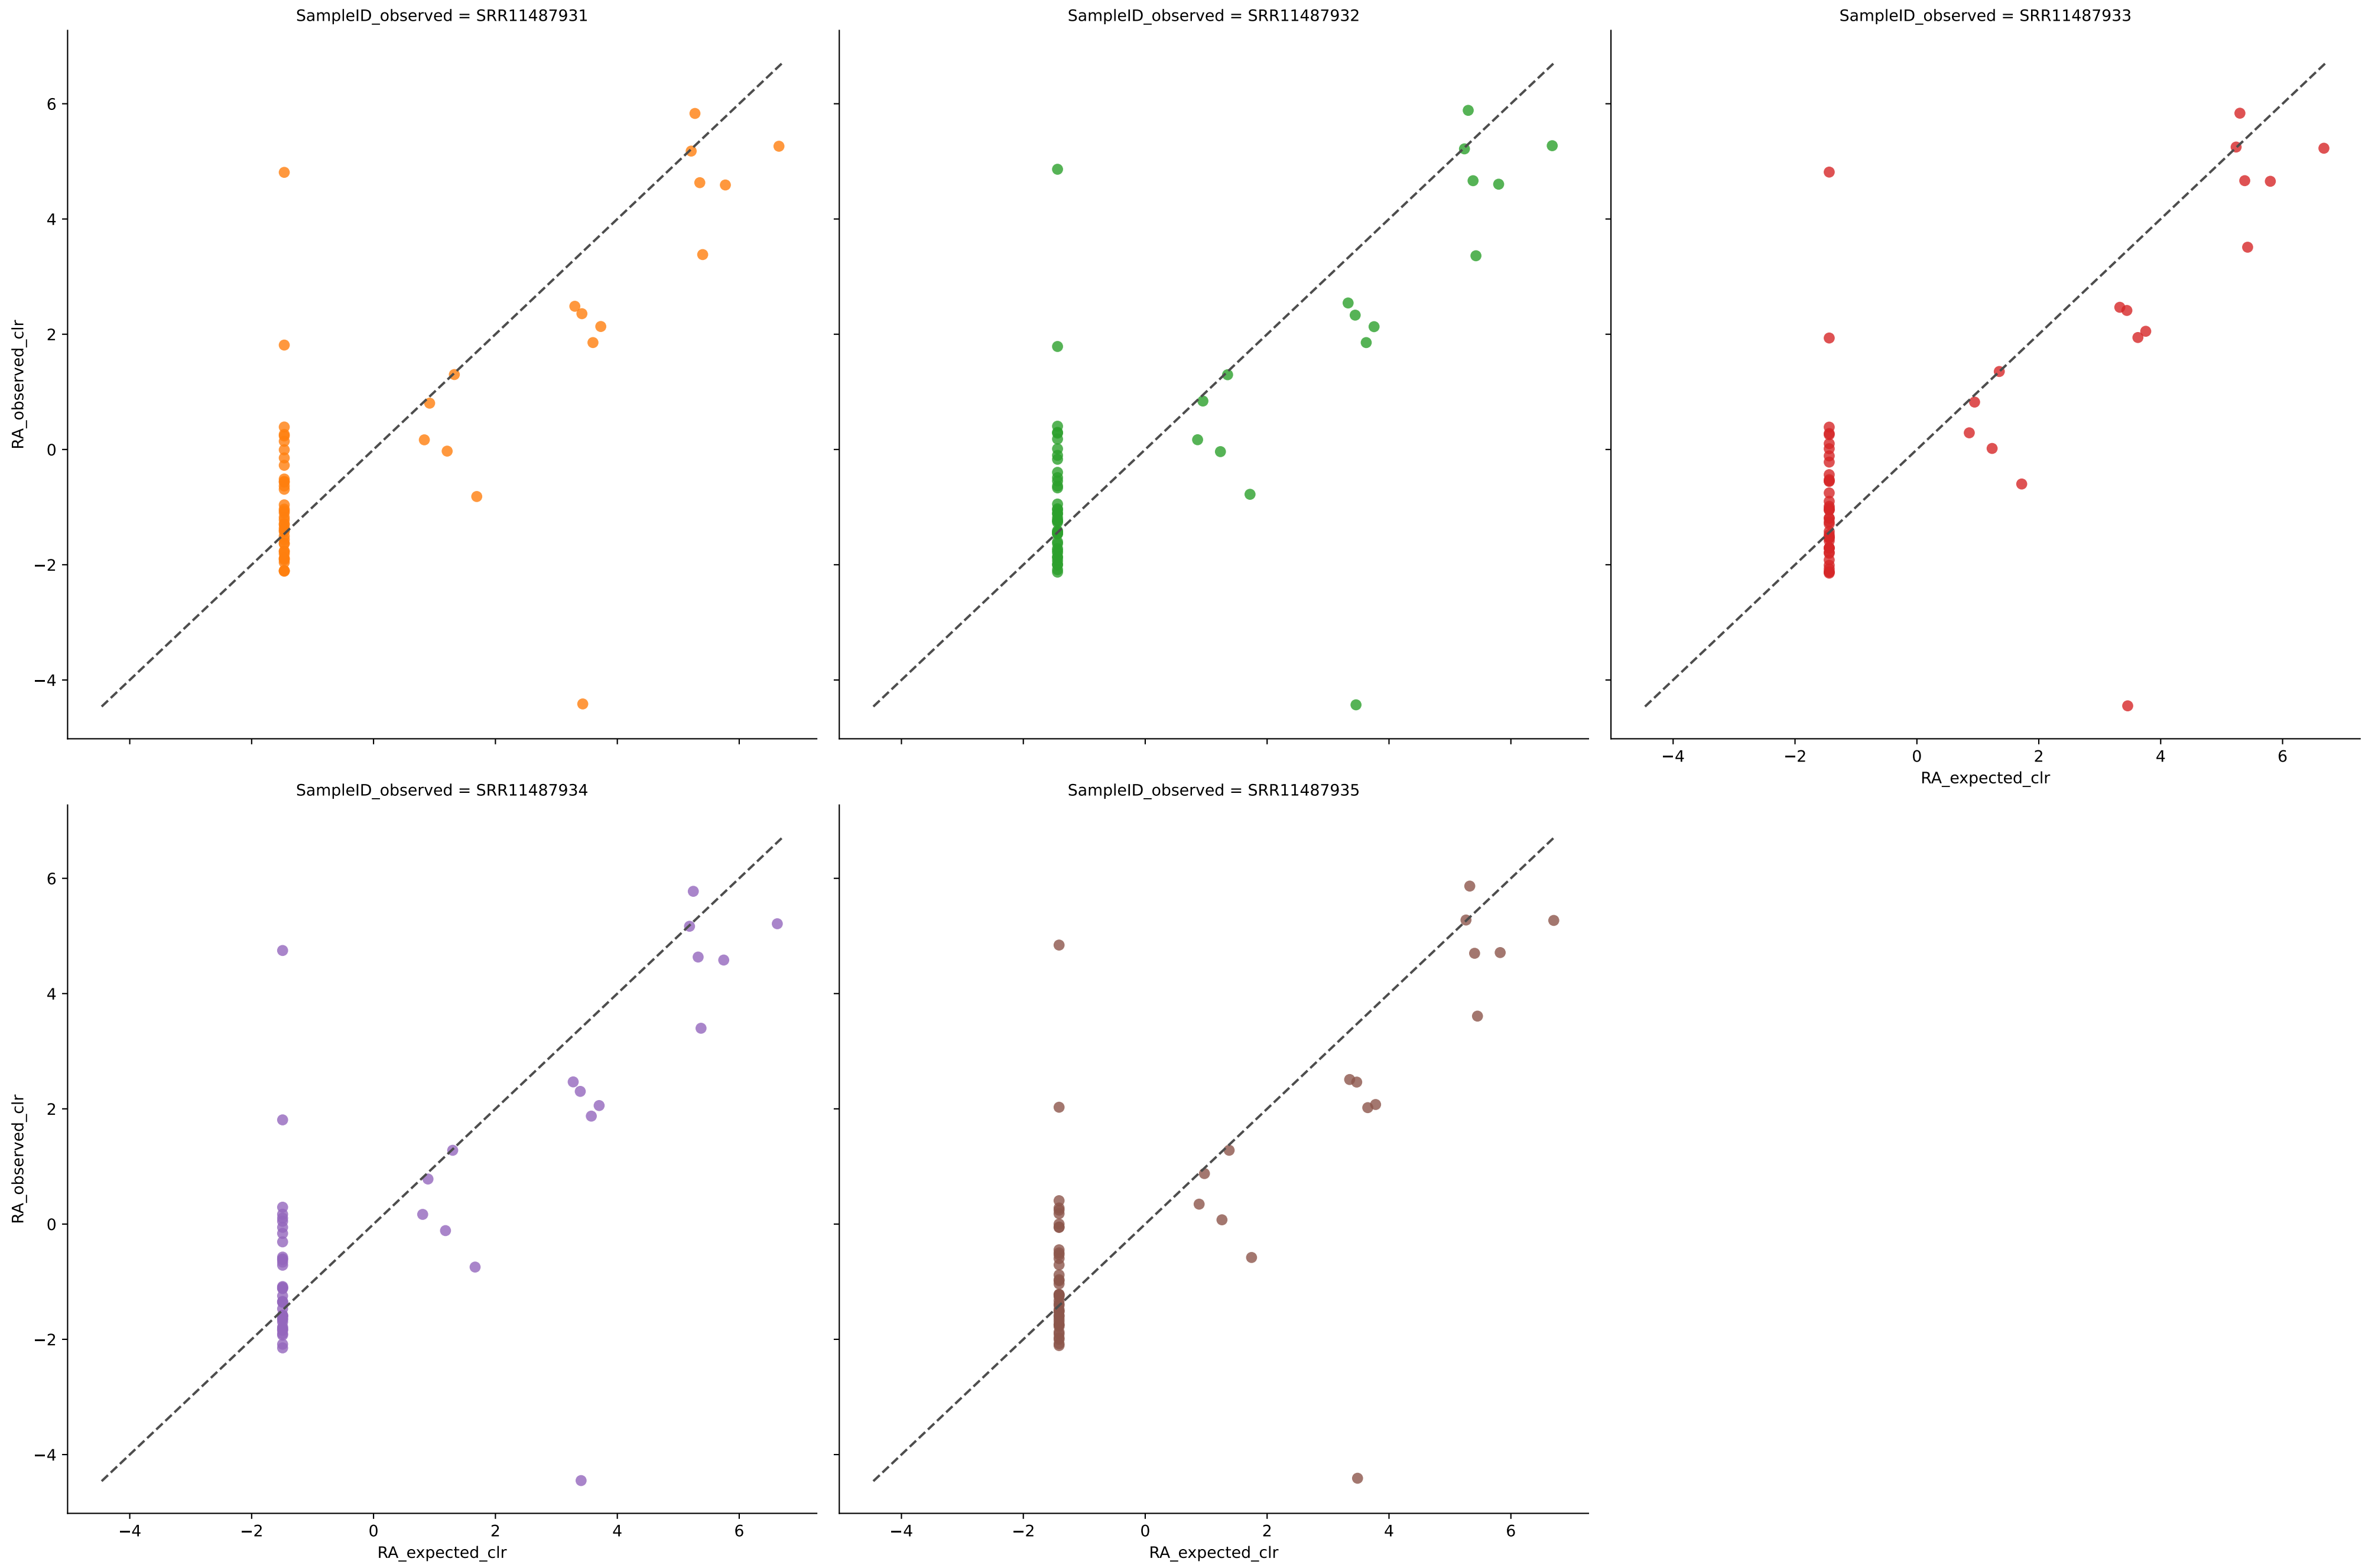 SampleID_observed = SRR11487931
SampleID_observed = SRR11487932
SampleID_observed = SRR11487933
RA_observed_clr
6
4
2
0
−2
−4
−4 −2 0 2 4 6
RA_expected_clr
SampleID_observed = SRR11487934
SampleID_observed = SRR11487935
RA_observed_clr
6
4
2
0
−2
−4
−4 −2 0 2 4 6
RA_expected_clr
−4 −2 0 2 4 6
RA_expected_clr